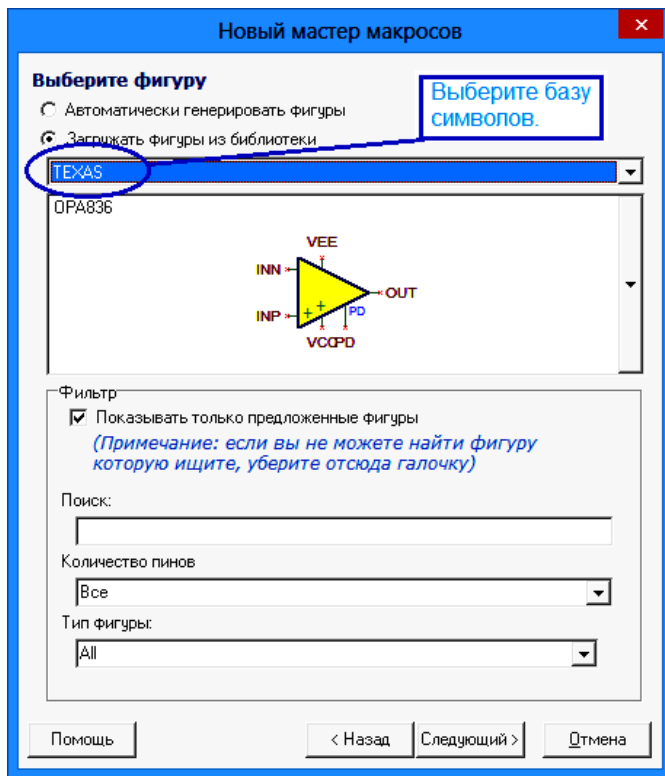 Новый мастер макросов
Выберите фигуру
Автоматически генерировать фигуры
Выберите базу
символов.
Загружать фигуры из библиотеки
TEXAS
OPA836
VEE
INN
OUT
INP
PD
VCCPD
Фильтр
Показывать только предложенные фигуры
(Примечание: если вы не можете найти фигуру
которую ищите, уберите отсюда галочку)
Поиск:
Количество пинов
Все
Тип фигуры:
All
Помощь
< Назад
Следующий >
Отмена